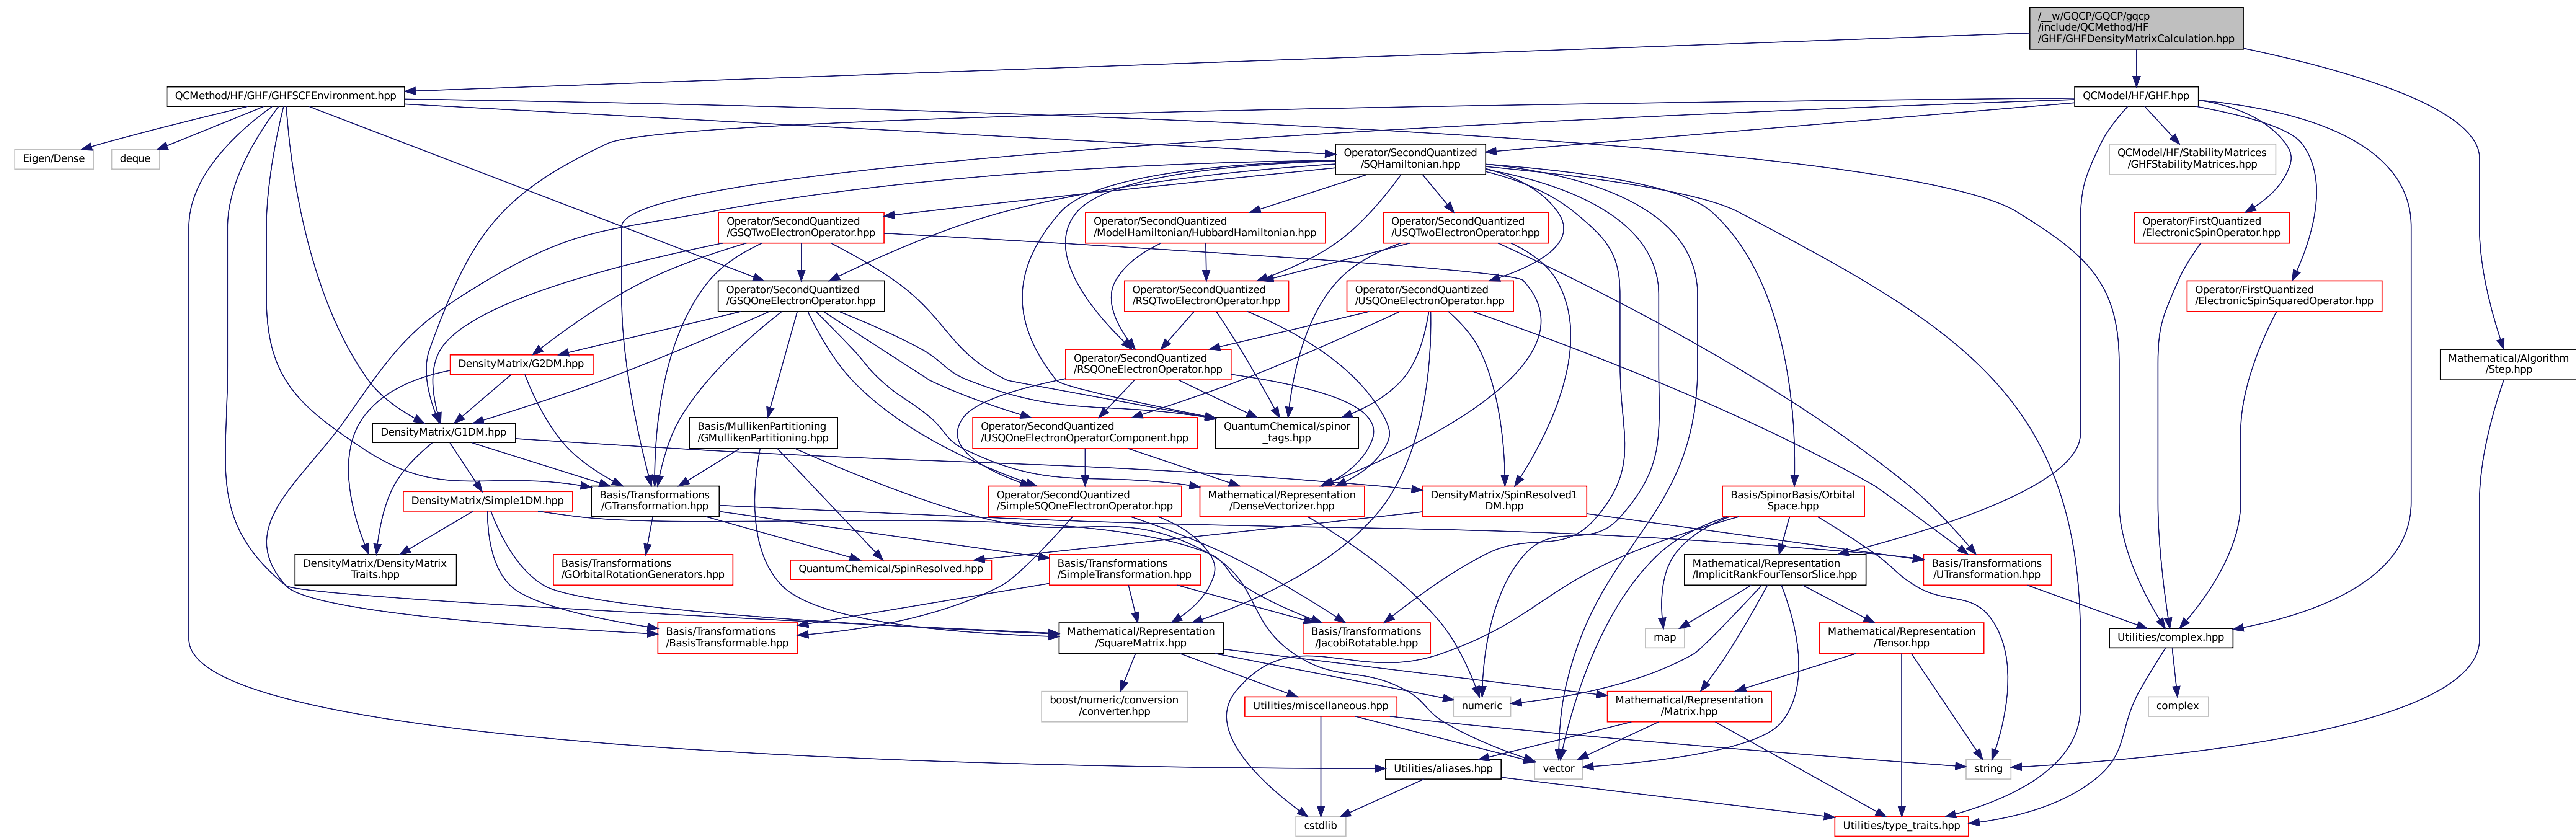 /__w/GQCP/GQCP/gqcp
/include/QCMethod/HF
/GHF/GHFDensityMatrixCalculation.hpp
QCMethod/HF/GHF/GHFSCFEnvironment.hpp
QCModel/HF/GHF.hpp
Eigen/Dense
deque
Operator/SecondQuantized
/SQHamiltonian.hpp
QCModel/HF/StabilityMatrices
/GHFStabilityMatrices.hpp
Operator/SecondQuantized
/GSQTwoElectronOperator.hpp
Operator/SecondQuantized
/ModelHamiltonian/HubbardHamiltonian.hpp
Operator/SecondQuantized
/USQTwoElectronOperator.hpp
Operator/FirstQuantized
/ElectronicSpinOperator.hpp
Operator/SecondQuantized
/GSQOneElectronOperator.hpp
Operator/SecondQuantized
/RSQTwoElectronOperator.hpp
Operator/SecondQuantized
/USQOneElectronOperator.hpp
Operator/FirstQuantized
/ElectronicSpinSquaredOperator.hpp
DensityMatrix/G2DM.hpp
Operator/SecondQuantized
/RSQOneElectronOperator.hpp
Mathematical/Algorithm
/Step.hpp
DensityMatrix/G1DM.hpp
Basis/MullikenPartitioning
/GMullikenPartitioning.hpp
Operator/SecondQuantized
/USQOneElectronOperatorComponent.hpp
QuantumChemical/spinor
_tags.hpp
DensityMatrix/Simple1DM.hpp
Basis/Transformations
/GTransformation.hpp
Operator/SecondQuantized
/SimpleSQOneElectronOperator.hpp
Mathematical/Representation
/DenseVectorizer.hpp
DensityMatrix/SpinResolved1
DM.hpp
Basis/SpinorBasis/Orbital
Space.hpp
DensityMatrix/DensityMatrix
Traits.hpp
Basis/Transformations
/GOrbitalRotationGenerators.hpp
QuantumChemical/SpinResolved.hpp
Basis/Transformations
/SimpleTransformation.hpp
Mathematical/Representation
/ImplicitRankFourTensorSlice.hpp
Basis/Transformations
/UTransformation.hpp
Basis/Transformations
/BasisTransformable.hpp
Mathematical/Representation
/SquareMatrix.hpp
Basis/Transformations
/JacobiRotatable.hpp
map
Mathematical/Representation
/Tensor.hpp
Utilities/complex.hpp
boost/numeric/conversion
/converter.hpp
Utilities/miscellaneous.hpp
numeric
Mathematical/Representation
/Matrix.hpp
complex
Utilities/aliases.hpp
vector
string
cstdlib
Utilities/type_traits.hpp